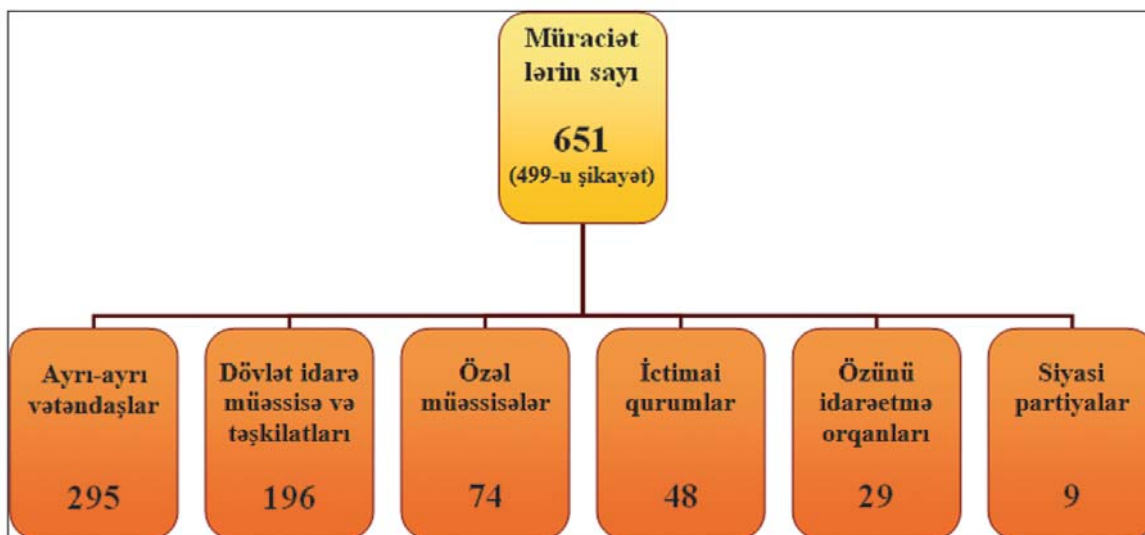 Müraciət
lərin sayı
651
(499-u şikayət)
Ayrı-ayrı
vətəndaşlar
295
Dövlət idarə
müəssisə və
təşkilatları
196
Özəl
müəssisələr
74
İctimai
qurumlar
48
Özünü
idarəetmə
orqanları
29
Siyasi
partiyalar
9